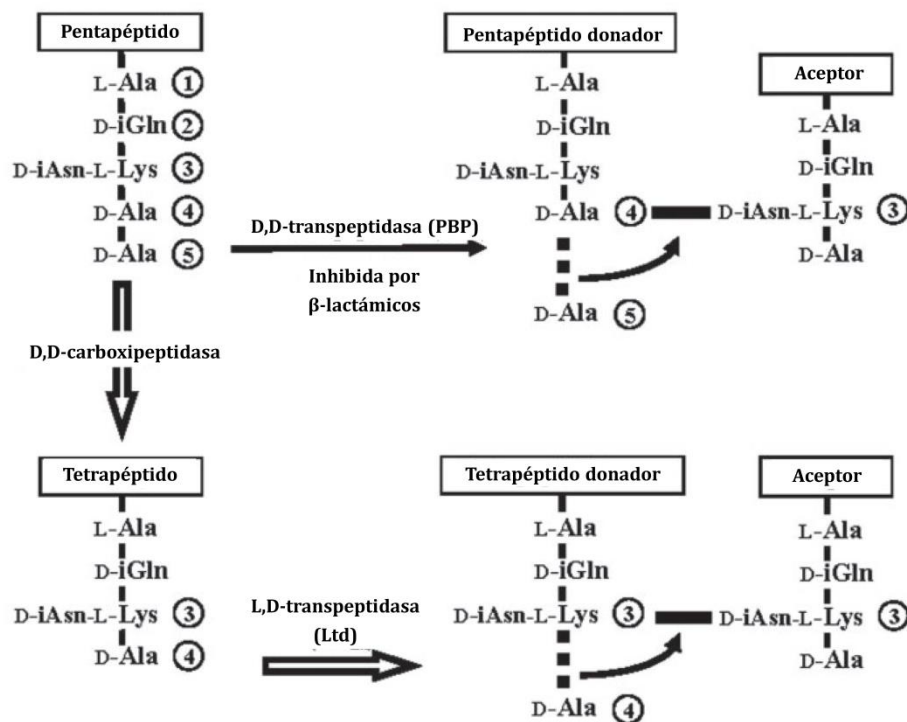 Pentapéptido
L-Ala ①
D-iGln ②
D-iAsn-L-Lys ③
D-Ala ④
D-Ala ⑤
D,D-transpeptidasa (PBP)
Inhibida por
β-lactámicos
Pentapéptido donador
L-Ala
D-iGln
D-iAsn-L-Lys
D-Ala ④
D-Ala ⑤
Aceptor
L-Ala
D-iGln
D-iAsn-L-Lys ③
D-Ala
D,D-carboxipeptidasa
Tetrapéptido
L-Ala
D-iGln
D-iAsn-L-Lys ③
D-Ala ④
L,D-transpeptidasa
(Ltd)
Tetrapéptido donador
L-Ala
D-iGln
D-iAsn-L-Lys ③
D-Ala ④
Aceptor
L-Ala
D-iGln
D-iAsn-L-Lys ③
D-Ala